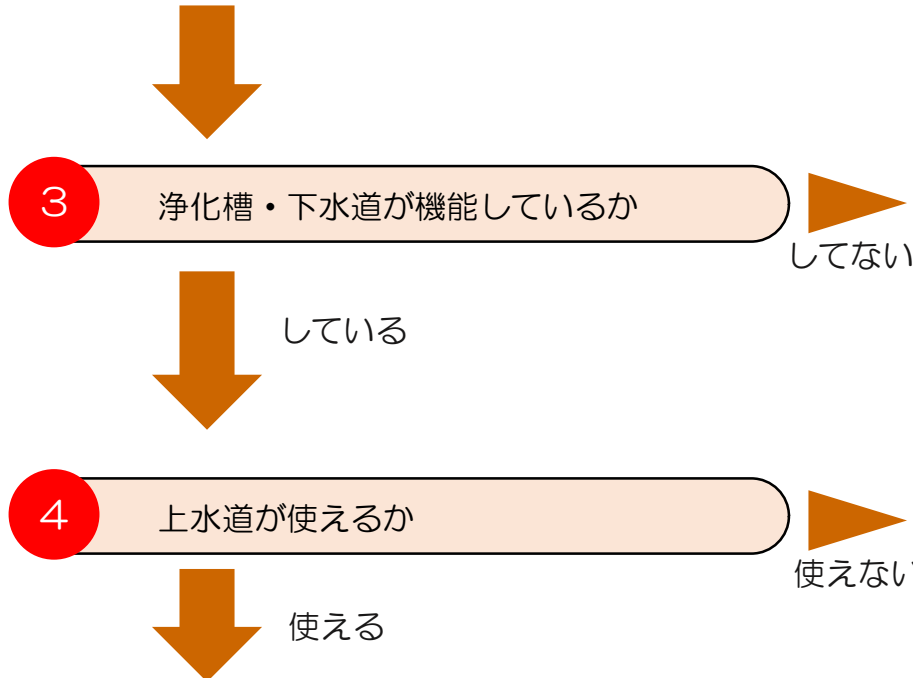 3 浄化槽・下水道が機能しているか
してない
している
4 上水道が使えるか
使えない
使える